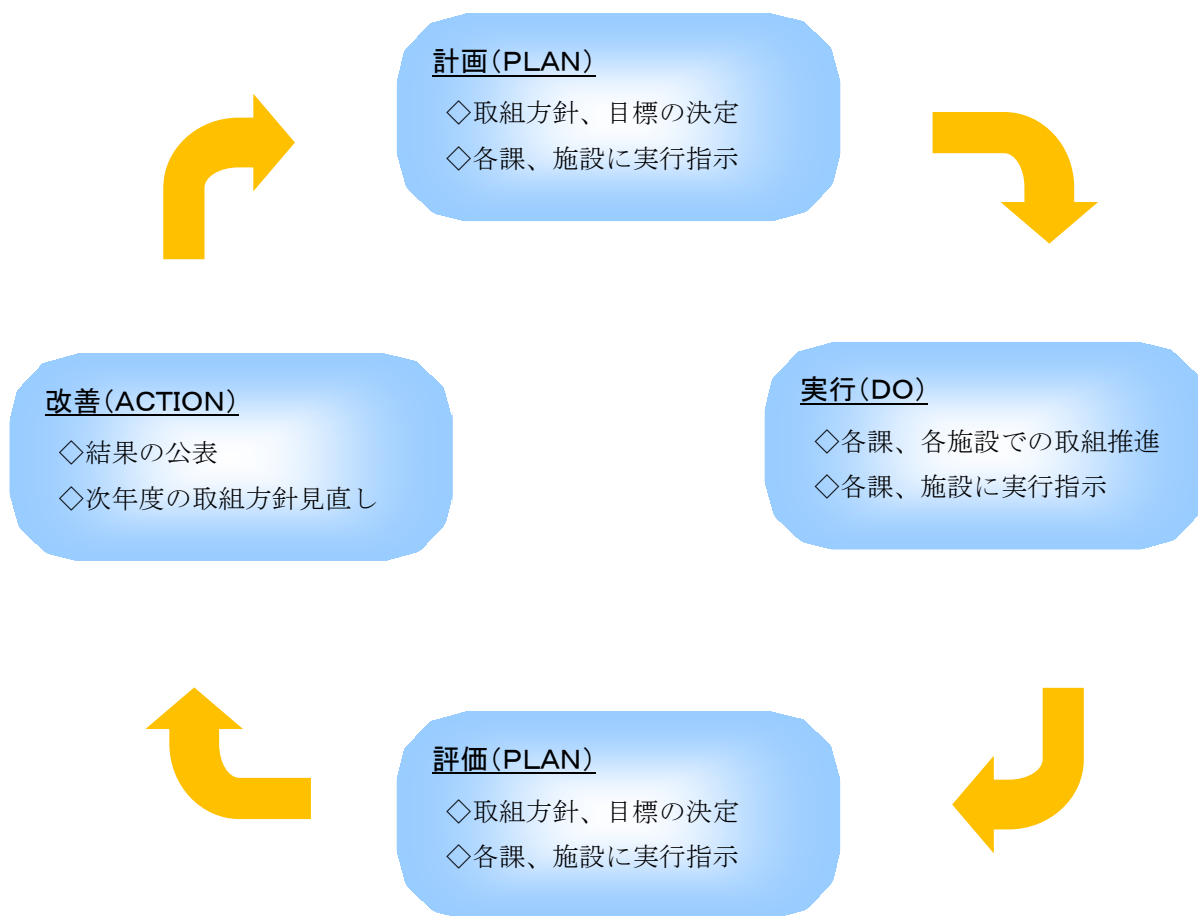 計画（PLAN）
◇取組方針、目標の決定
◇各課、施設に実行指示
改善（ACTION）
◇結果の公表
◇次年度の取組方針見直し
実行（DO）
◇各課、各施設での取組推進
◇各課、施設に実行指示
評価（PLAN）
◇取組方針、目標の決定
◇各課、施設に実行指示